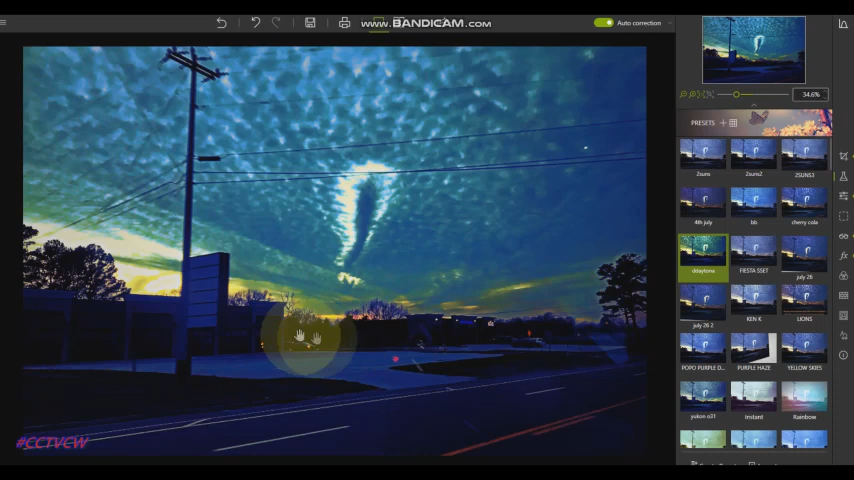 WWW.BANDICAM.COM
Auto correction
34.6%
PRESETS
2suns
2suns2
2SUNS3
4th july
bb
cherry cola
ddaytona
FIESTA SSET
july 26
july 26 2
KEN K
LIONS
POPO PURPLE D...
PURPLE HAZE
YELLOW SKIES
yukon o31
Instant
Rainbow
#CCTVCW